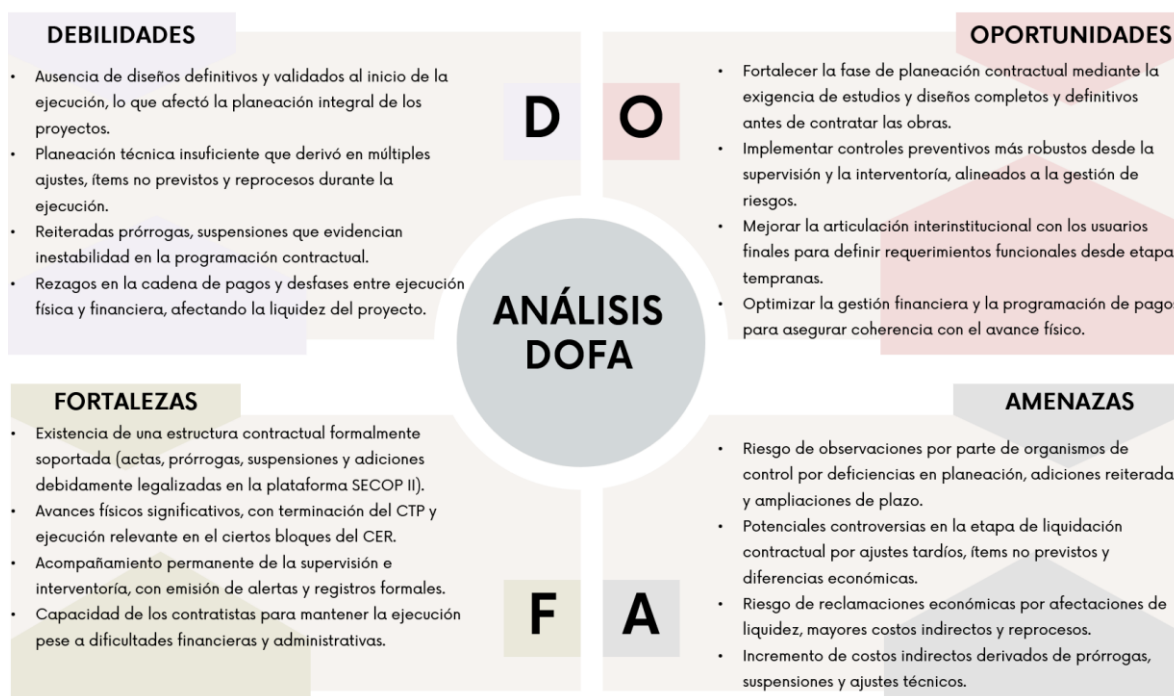 DEBILIDADES
• Ausencia de diseños definitivos y validados al inicio de la
ejecución, lo que afectó la planeación integral de los
proyectos.
• Planeación técnica insuficiente que derivó en múltiples
ajustes, ítems no previstos y reprocesos durante la
ejecución.
• Reiteradas prórrogas, suspensiones que evidencian
inestabilidad en la programación contractual.
• Rezagos en la cadena de pagos y desfases entre ejecución
física y financiera, afectando la liquidez del proyecto.
D
O
OPORTUNIDADES
• Fortalecer la fase de planeación contractual mediante la
exigencia de estudios y diseños completos y definitivos
antes de contratar las obras.
• Implementar controles preventivos más robustos desde la
supervisión y la interventoría, alineados a la gestión de
riesgos.
• Mejorar la articulación interinstitucional con los usuarios
finales para definir requerimientos funcionales desde etapa
tempranas.
• Optimizar la gestión financiera y la programación de pagos
para asegurar coherencia con el avance físico.
ANÁLISIS
DOFA
FORTALEZAS
• Existencia de una estructura contractual formalmente
soportada (actas, prórrogas, suspensiones y adiciones
debidamente legalizadas en la plataforma SECOP II).
• Avances físicos significativos, con terminación del CTP y
ejecución relevante en el ciertos bloques del CER.
• Acompañamiento permanente de la supervisión e
interventoría, con emisión de alertas y registros formales.
• Capacidad de los contratistas para mantener la ejecución
pese a dificultades financieras y administrativas.
F
A
AMENAZAS
• Riesgo de observaciones por parte de organismos de
control por deficiencias en planeación, adiciones reiterada
y ampliaciones de plazo.
• Potenciales controversias en la etapa de liquidación
contractual por ajustes tardíos, ítems no previstos y
diferencias económicas.
• Riesgo de reclamaciones económicas por afectaciones de
liquidez, mayores costos indirectos y reprocesos.
• Incremento de costos indirectos derivados de prórrogas,
suspensiones y ajustes técnicos.